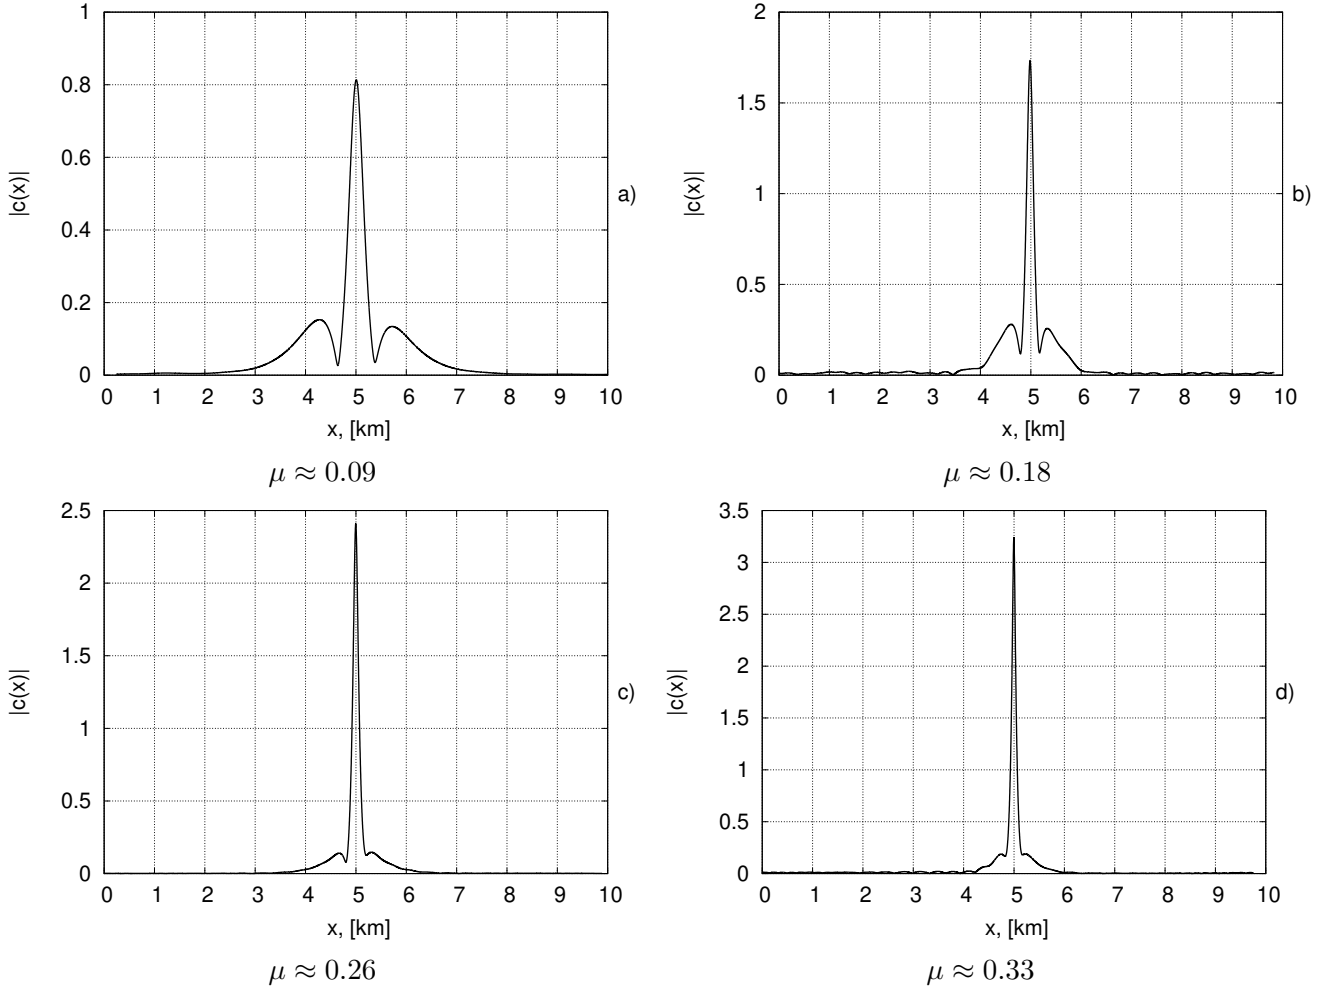 1
0.8
0.6
0.4
0.2
0
|c(x)|
0 1 2 3 4 5 6 7 8 9 10
x, [km]
a)
μ ≈ 0.09
2
1.5
1
0.5
0
|c(x)|
0 1 2 3 4 5 6 7 8 9 10
x, [km]
b)
μ ≈ 0.18
2.5
2
1.5
1
0.5
0
|c(x)|
0 1 2 3 4 5 6 7 8 9 10
x, [km]
c)
μ ≈ 0.26
3.5
3
2.5
2
1.5
1
0.5
0
|c(x)|
0 1 2 3 4 5 6 7 8 9 10
x, [km]
d)
μ ≈ 0.33